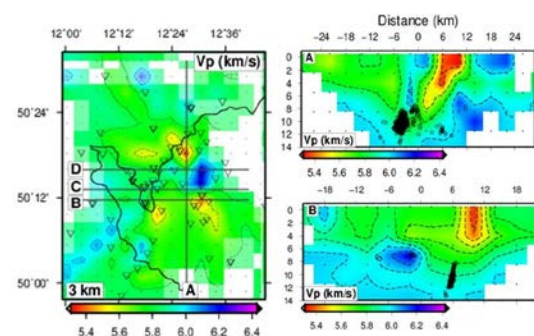 12°00' 12°12' 12°24' 12°36'
Vp (km/s)
50°24'
50°12'
50°00'
D
C
B
3 km
A
5.4 5.6 5.8 6.0 6.2 6.4
Distance (km)
-24 -18 -12 -6 0 6 12 18 24
A
0
2
4
6
8
10
12
14
Vp (km/s)
5.4 5.6 5.8 6.0 6.2 6.4
-18 -12 -6 0 6 12 18
B
0
2
4
6
8
10
12
14
Vp (km/s)
5.4 5.6 5.8 6.0 6.2 6.4